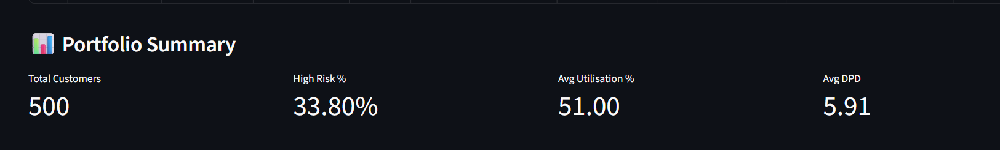 Portfolio Summary
Total Customers
500
High Risk %
33.80%
Avg Utilisation %
51.00
Avg DPD
5.91